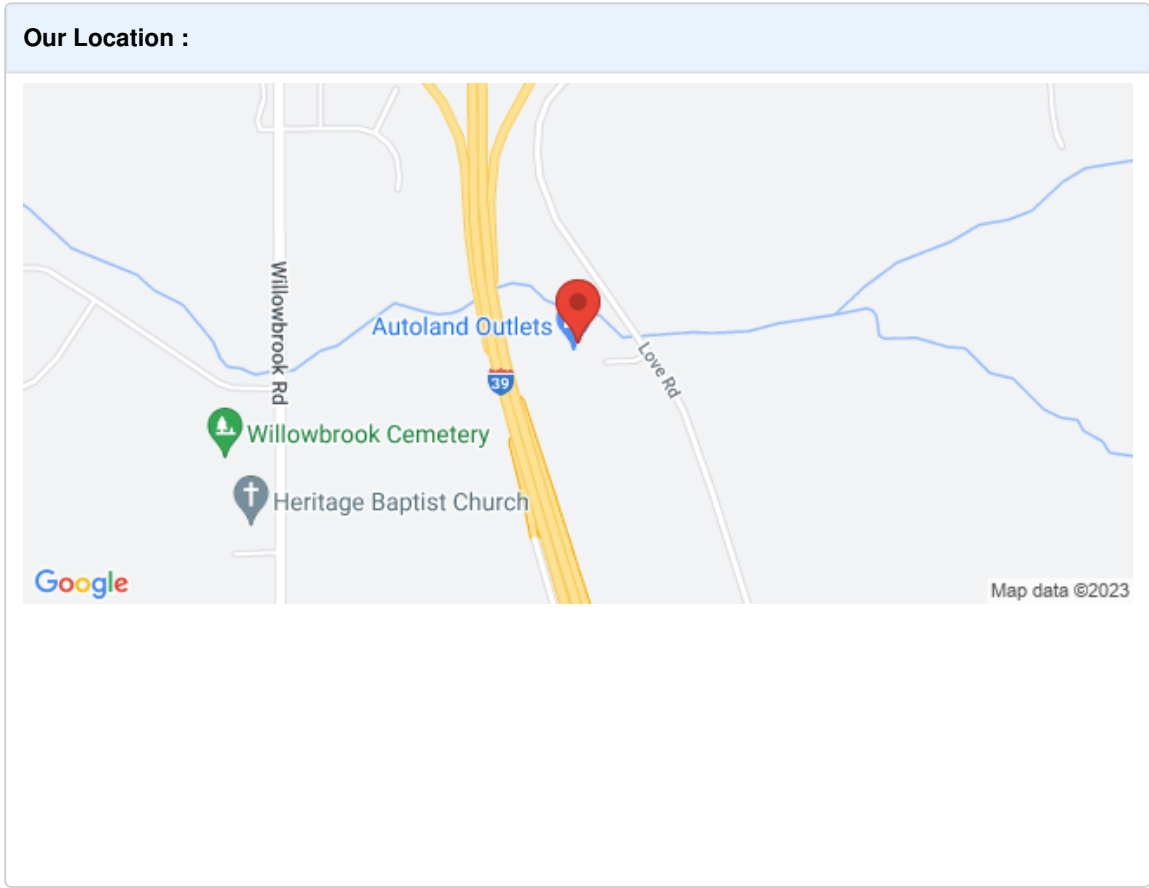 Our Location :
Willowbrook Rd
Autoland Outlets
39
Love Rd
Willowbrook Cemetery
Heritage Baptist Church
Google
Map data ©2023